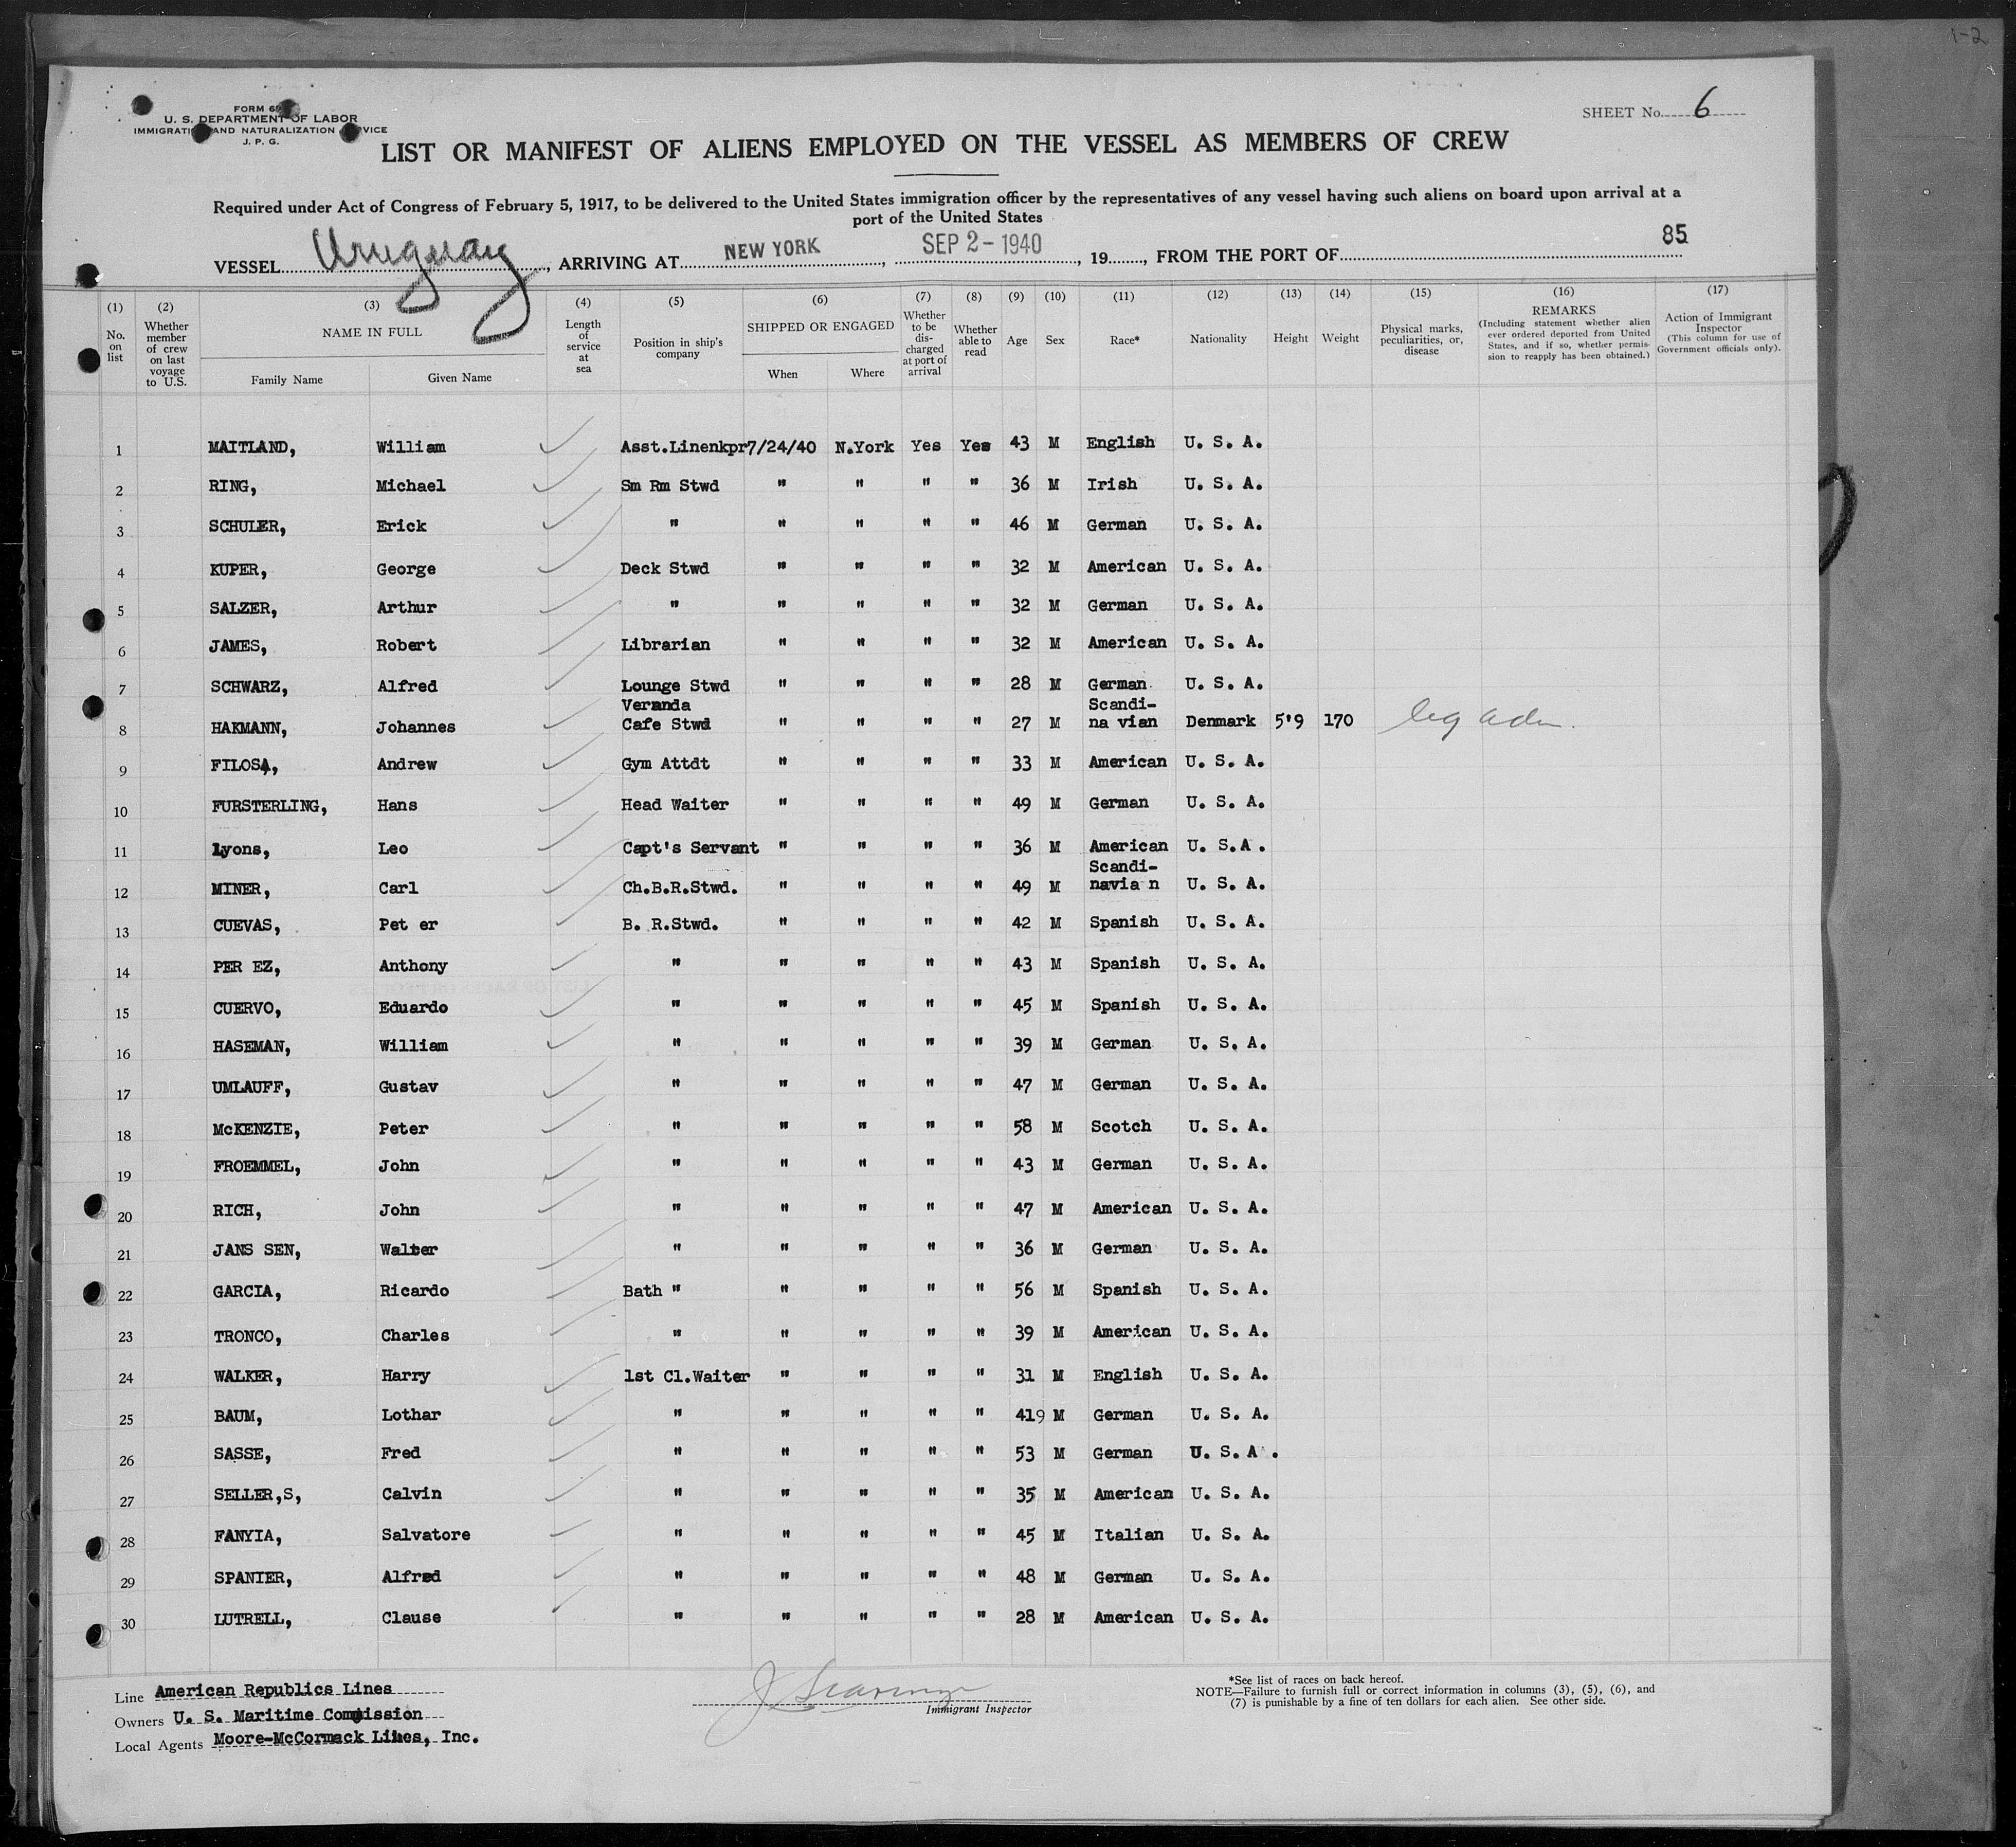 1-2
FORM 68
U. S. DEPARTMENT OF LABOR
IMMIGRATION AND NATURALIZATION SERVICE
J. P. G.
SHEET No. 6
LIST OR MANIFEST OF ALIENS EMPLOYED ON THE VESSEL AS MEMBERS OF CREW
Required under Act of Congress of February 5, 1917, to be delivered to the United States immigration officer by the representatives of any vessel having such aliens on board upon arrival at a
port of the United States
85
VESSEL Uruguay, ARRIVING AT NEW YORK, SEP 2 - 1940, 19, FROM THE PORT OF
(1) (2) (3) (4) (5) (6) (7) (8) (9) (10) (11) (12) (13) (14) (15) (16) (17)
No. on list
Whether member of crew on last voyage to U.S.
NAME IN FULL
Family Name Given Name
Length of service at sea
Position in ship's company
SHIPPED OR ENGAGED
When Where
Whether to be discharged at port of arrival
Whether able to read
Age
Sex
Race*
Nationality
Height
Weight
Physical marks, peculiarities, or, disease
REMARKS
(Including statement whether alien ever ordered deported from United States, and if so, whether permission to reapply has been obtained.)
Action of Immigrant Inspector
(This column for use of Government officials only).
1 MAITLAND, William Asst.Linenkpr 7/24/40 N.York Yes Yes 43 M English U. S. A.
2 RING, Michael Sm Rm Stwd " " " " 36 M Irish U. S. A.
3 SCHULER, Erick " " " " " 46 M German U. S. A.
4 KUPER, George Deck Stwd " " " " 32 M American U. S. A.
5 SALZER, Arthur " " " " " 32 M German U. S. A.
6 JAMES, Robert Librarian " " " " 32 M American U. S. A.
7 SCHWARZ, Alfred Lounge Stwd " " " " 28 M German U. S. A.
Veranda Scandi-
8 HAKMANN, Johannes Cafe Stwd " " " " 27 M na vian Denmark 5'9 170 leg adm.
9 FILOSA, Andrew Gym Attdt " " " " 33 M American U. S. A.
10 FURSTERLING, Hans Head Waiter " " " " 49 M German U. S. A.
11 lyons, Leo Capt's Servant " " " " 36 M American U. S.A .
Scandi-
12 MINER, Carl Ch.B.R.Stwd. " " " " 49 M navia n U. S. A.
13 CUEVAS, Pet er B. R.Stwd. " " " " 42 M Spanish U. S. A.
14 PER EZ, Anthony " " " " " 43 M Spanish U. S. A.
15 CUERVO, Eduardo " " " " " 45 M Spanish U. S. A.
16 HASEMAN, William " " " " " 39 M German U. S. A.
17 UMLAUFF, Gustav " " " " " 47 M German U. S. A.
18 McKENZIE, Peter " " " " " 58 M Scotch U. S. A.
19 FROEMMEL, John " " " " " 43 M German U. S. A.
20 RICH, John " " " " " 47 M American U. S. A.
21 JANS SEN, Walter " " " " " 36 M German U. S. A.
22 GARCIA, Ricardo Bath " " " " " 56 M Spanish U. S. A.
23 TRONCO, Charles " " " " " 39 M American U. S. A.
24 WALKER, Harry 1st Cl.Waiter " " " " 31 M English U. S. A.
25 BAUM, Lothar " " " " " 419 M German U. S. A.
26 SASSE, Fred " " " " " 53 M German U. S. A .
27 SELLER,S, Calvin " " " " " 35 M American U. S. A.
28 FANYIA, Salvatore " " " " " 45 M Italian U. S. A.
29 SPANIER, Alfred " " " " " 48 M German U. S. A.
30 LUTRELL, Clause " " " " " 28 M American U. S. A.
Line American Republics Lines
Owners U. S. Maritime Commission
Local Agents Moore-McCormack Lines, Inc.
Immigrant Inspector
*See list of races on back hereof.
NOTE—Failure to furnish full or correct information in columns (3), (5), (6), and
(7) is punishable by a fine of ten dollars for each alien. See other side.